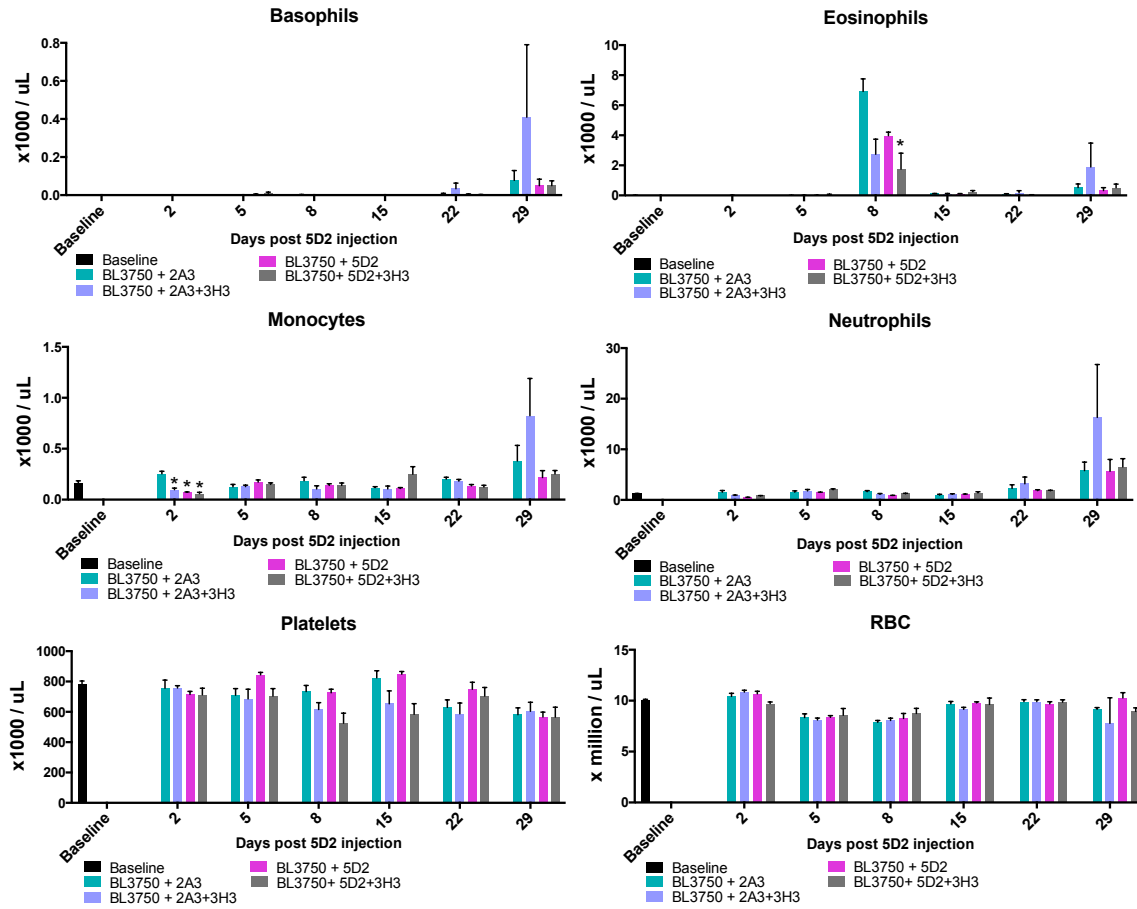 Basophils
x1000 / uL
0.8
0.6
0.4
0.2
0.0
Baseline
2
5
8
15
22
29
Days post 5D2 injection
Baseline
BL3750 + 2A3
BL3750 + 2A3+3H3
BL3750 + 5D2
BL3750+ 5D2+3H3
Eosinophils
x1000 / uL
10
8
6
4
2
0
*
Baseline
2
5
8
15
22
29
Days post 5D2 injection
Baseline
BL3750 + 2A3
BL3750 + 2A3+3H3
BL3750 + 5D2
BL3750+ 5D2+3H3
Monocytes
x1000 / uL
1.5
1.0
0.5
0.0
* * *
Baseline
2
5
8
15
22
29
Days post 5D2 injection
Baseline
BL3750 + 2A3
BL3750 + 2A3+3H3
BL3750 + 5D2
BL3750+ 5D2+3H3
Neutrophils
x1000 / uL
30
20
10
0
Baseline
2
5
8
15
22
29
Days post 5D2 injection
Baseline
BL3750 + 2A3
BL3750 + 2A3+3H3
BL3750 + 5D2
BL3750+ 5D2+3H3
Platelets
x1000 / uL
1000
800
600
400
200
0
Baseline
2
5
8
15
22
29
Days post 5D2 injection
Baseline
BL3750 + 2A3
BL3750 + 2A3+3H3
BL3750 + 5D2
BL3750+ 5D2+3H3
RBC
x million / uL
15
10
5
0
Baseline
2
5
8
15
22
29
Days post 5D2 injection
Baseline
BL3750 + 2A3
BL3750 + 2A3+3H3
BL3750 + 5D2
BL3750+ 5D2+3H3